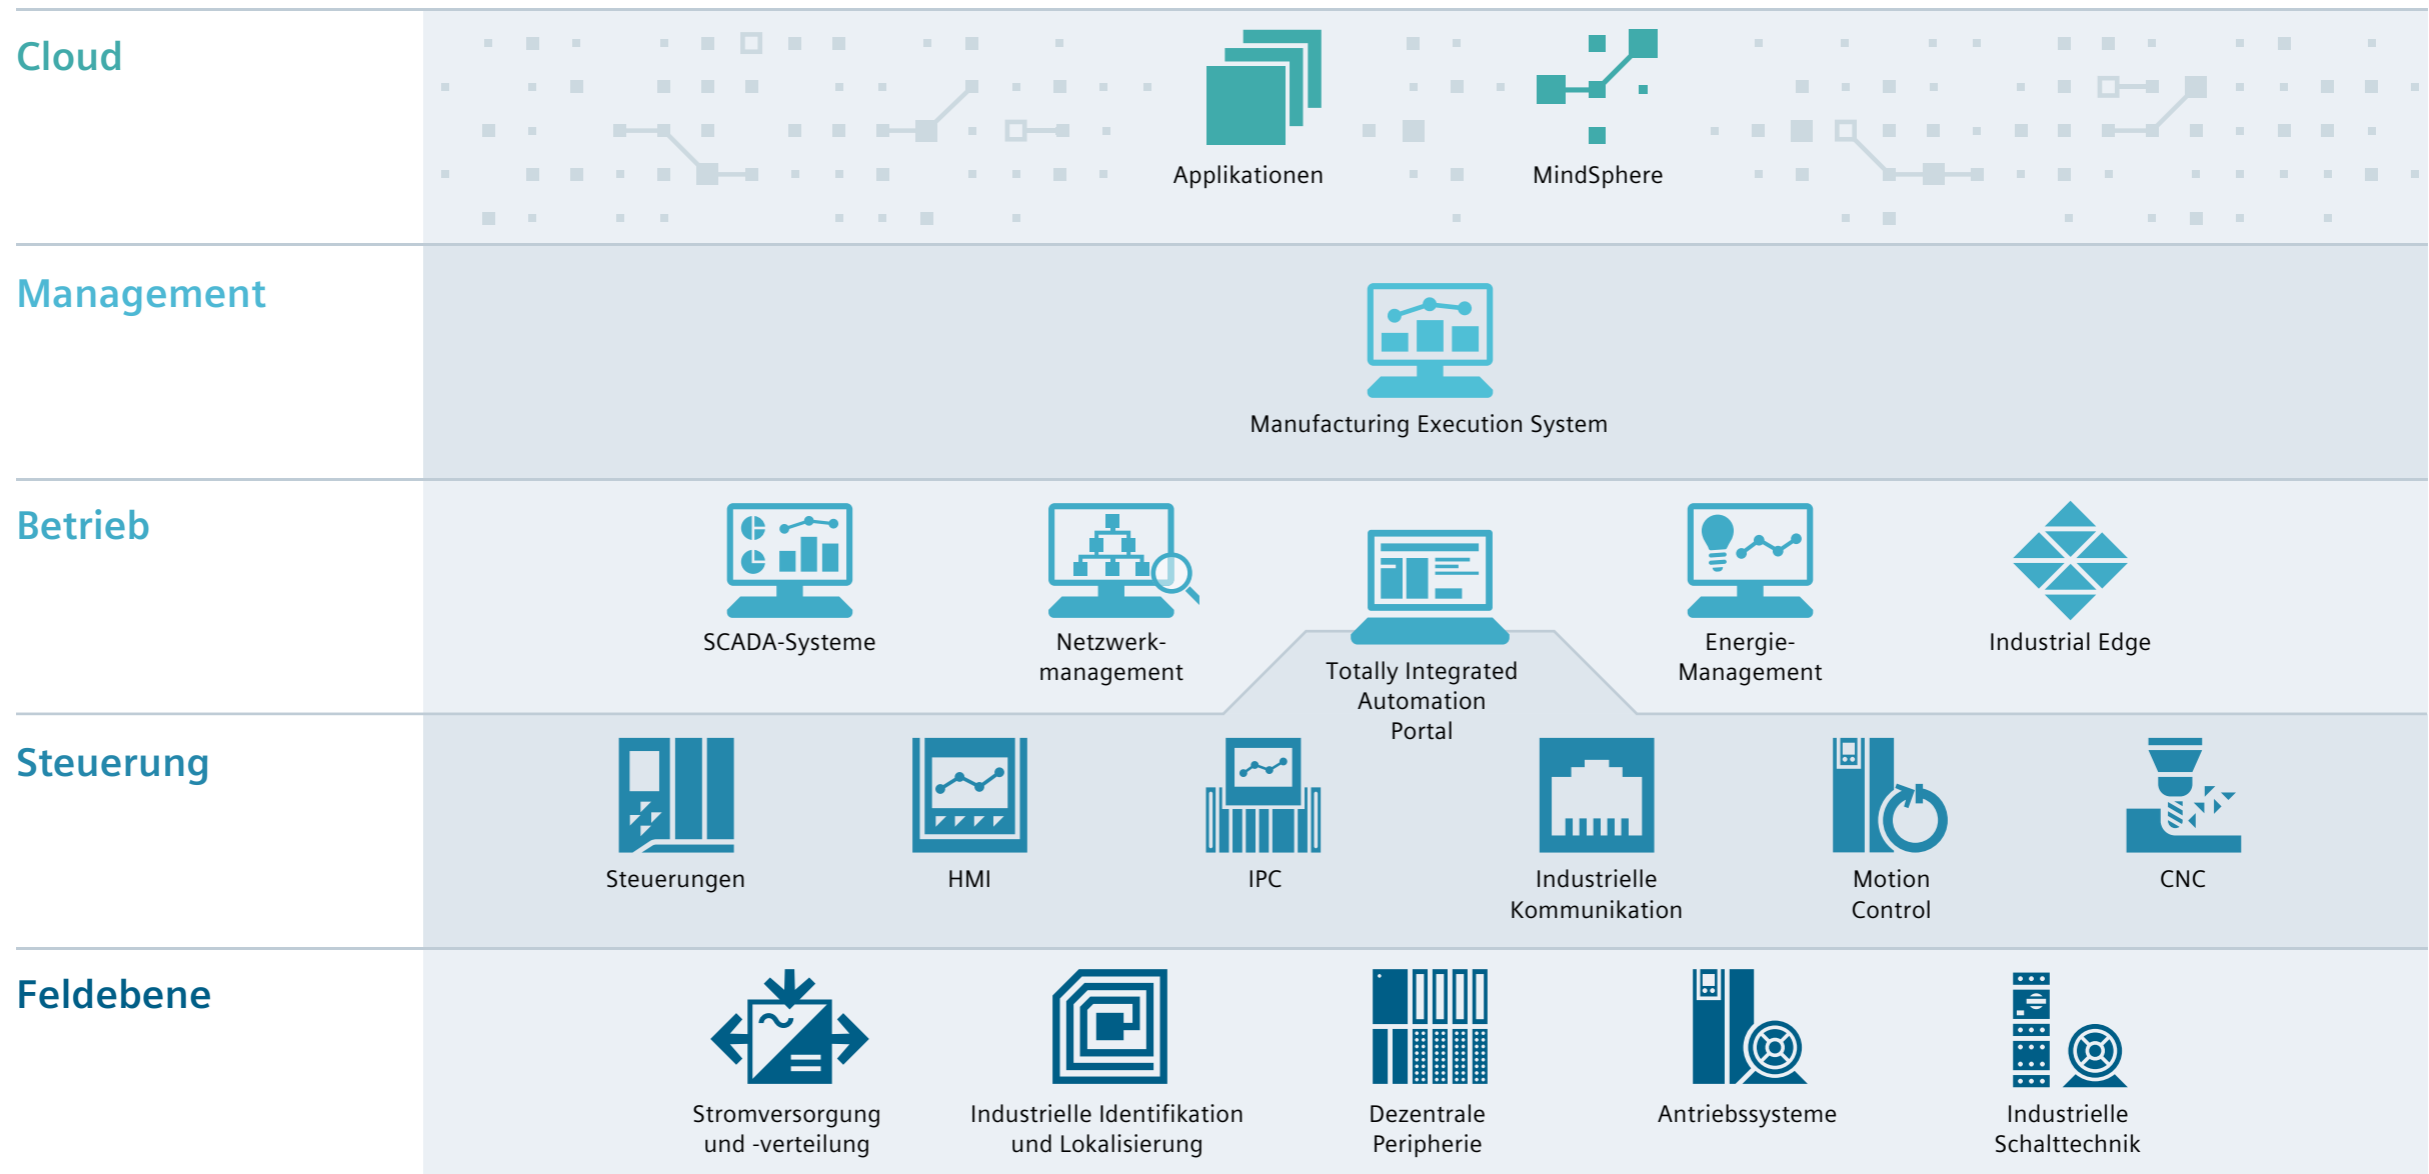 Cloud
Applikationen
MindSphere
Management
Manufacturing Execution System
Betrieb
SCADA-Systeme
Netzwerk-
management
Totally Integrated
Automation
Portal
Energie-
Management
Industrial Edge
Steuerung
Steuerungen
HMI
IPC
Industrielle
Kommunikation
Motion
Control
CNC
Feldebene
Stromversorgung
und -verteilung
Industrielle Identifikation
und Lokalisierung
Dezentrale
Peripherie
Antriebssysteme
Industrielle
Schalttechnik